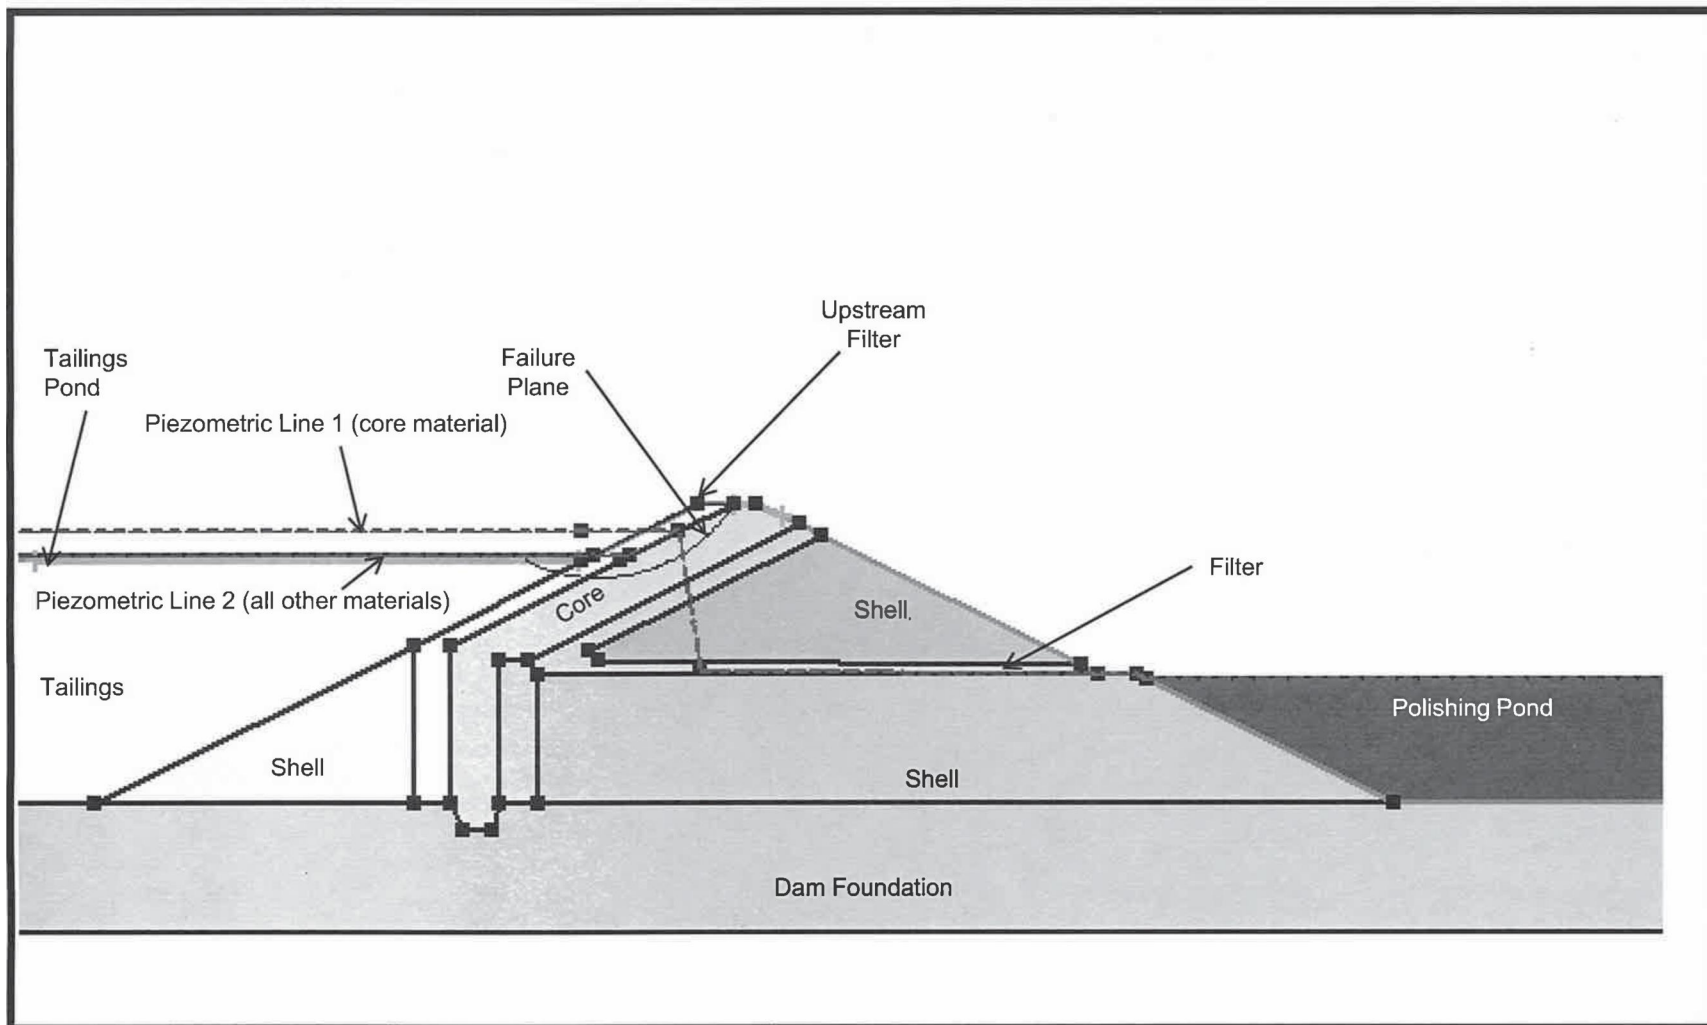 Upstream
Filter
Tailings
Pond
Failure
Plane
Piezometric Line 1 (core material)
Filter
Piezometric Line 2 (all other materials)
Core
Shell.
Tailings
Polishing Pond
Shell
Shell
Dam Foundation